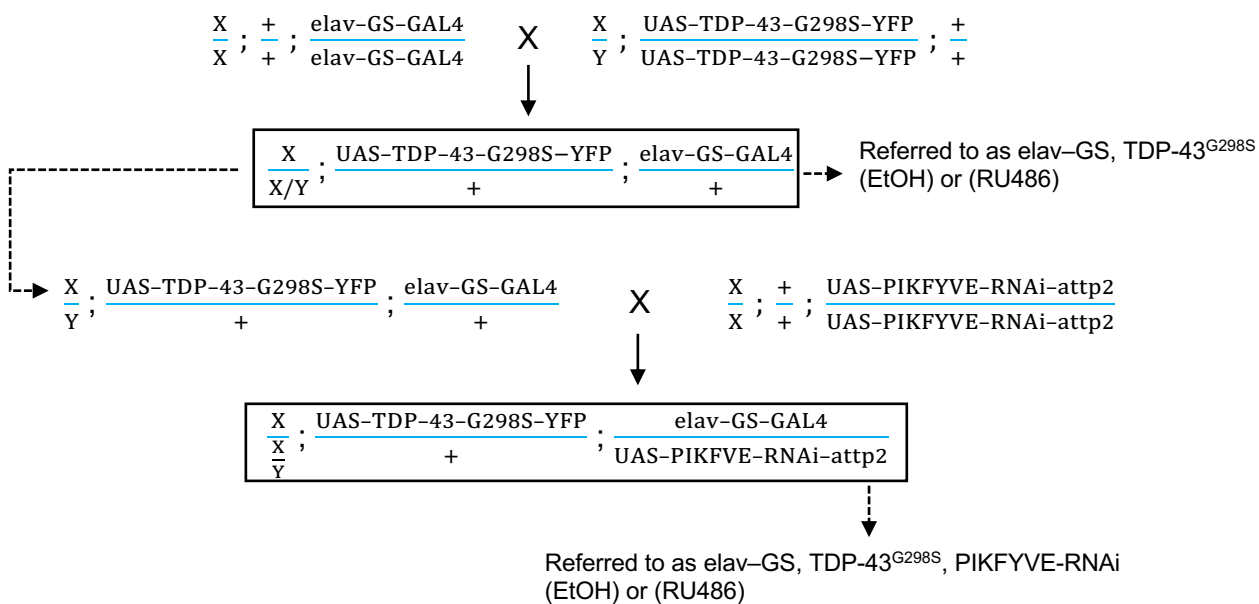 X/X ; +/+ ; elav-GS-GAL4/elav-GS-GAL4 X X/Y ; UAS-TDP-43-G298S-YFP/UAS-TDP-43-G298S-YFP ; +/+
X/X/Y ; UAS-TDP-43-G298S-YFP/+ ; elav-GS-GAL4/+
Referred to as elav–GS, TDP-43G298S
(EtOH) or (RU486)
X/Y ; UAS-TDP-43-G298S-YFP/+ ; elav-GS-GAL4/+ X X/X ; +/+ ; UAS-PIKFYVE-RNAi-attp2/UAS-PIKFYVE-RNAi-attp2
X/X/Y ; UAS-TDP-43-G298S-YFP/+ ; elav-GS-GAL4/UAS-PIKFVE-RNAi-attp2
Referred to as elav–GS, TDP-43G298S, PIKFYVE-RNAi
(EtOH) or (RU486)